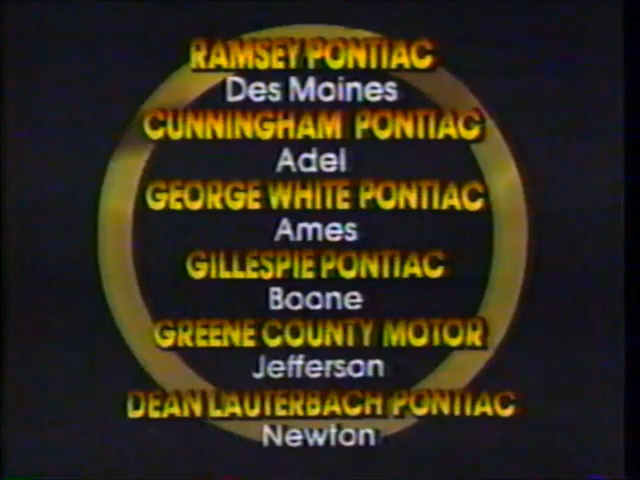 RAMSEY PONTIAC
Des Moines
CUNNINGHAM PONTIAC
Adel
GEORGE WHITE PONTIAC
Ames
GILLESPIE PONTIAC
Boone
GREENE COUNTY MOTOR
Jefferson
DEAN LAUTERBACH PONTIAC
Newton